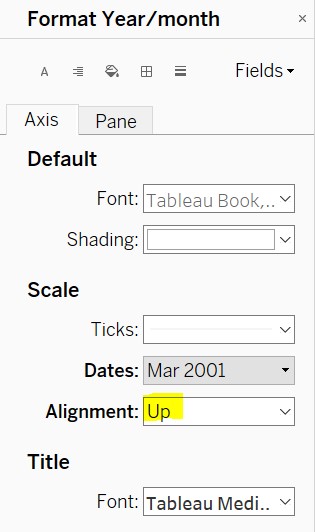 Format Year/month ×
A Fields
Axis Pane
Default
Font: Tableau Book,..
Shading:
Scale
Ticks:
Dates: Mar 2001
Alignment: Up
Title
Font: Tableau Medi..